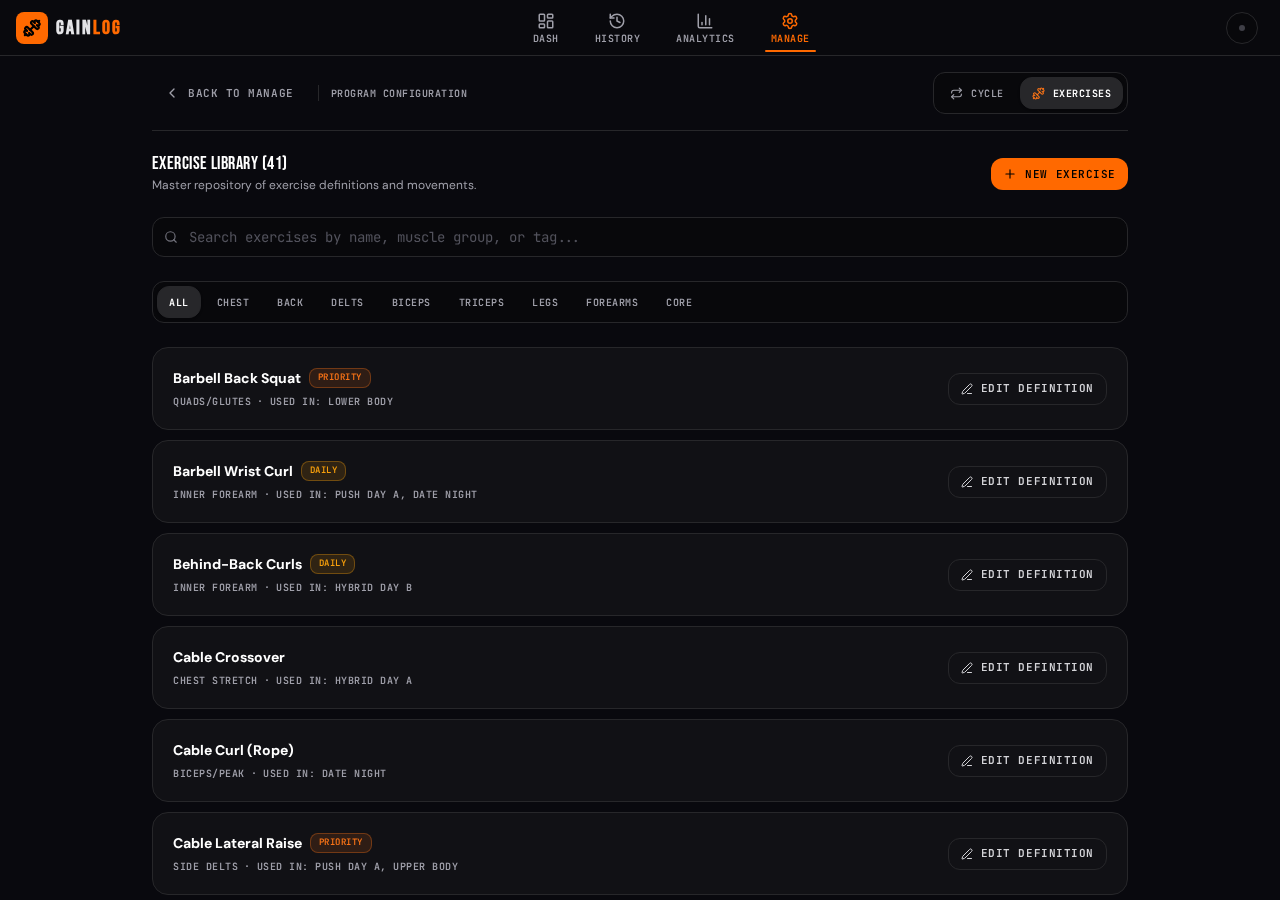 GAINLOG
DASH HISTORY ANALYTICS MANAGE
BACK TO MANAGE PROGRAM CONFIGURATION CYCLE EXERCISES
EXERCISE LIBRARY (41)
Master repository of exercise definitions and movements.
NEW EXERCISE
Search exercises by name, muscle group, or tag...
ALL CHEST BACK DELTS BICEPS TRICEPS LEGS FOREARMS CORE
Barbell Back Squat PRIORITY
QUADS/GLUTES · USED IN: LOWER BODY
EDIT DEFINITION
Barbell Wrist Curl DAILY
INNER FOREARM · USED IN: PUSH DAY A, DATE NIGHT
EDIT DEFINITION
Behind-Back Curls DAILY
INNER FOREARM · USED IN: HYBRID DAY B
EDIT DEFINITION
Cable Crossover
CHEST STRETCH · USED IN: HYBRID DAY A
EDIT DEFINITION
Cable Curl (Rope)
BICEPS/PEAK · USED IN: DATE NIGHT
EDIT DEFINITION
Cable Lateral Raise PRIORITY
SIDE DELTS · USED IN: PUSH DAY A, UPPER BODY
EDIT DEFINITION